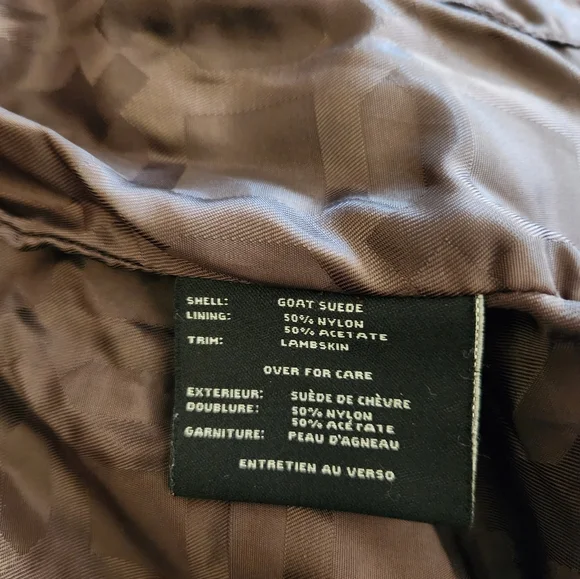 SHELL: GOAT SUEDE
LINING: 50% NYLON
50% ACETATE
TRIM: LAMBSKIN
OVER FOR CARE
EXTERIEUR: SUÈDE DE CHÈVRE
DOUBLURE: 50% NYLON
50% ACÉTATE
GARNITURE: PEAU D'AGNEAU
ENTRETIEN AU VERSO